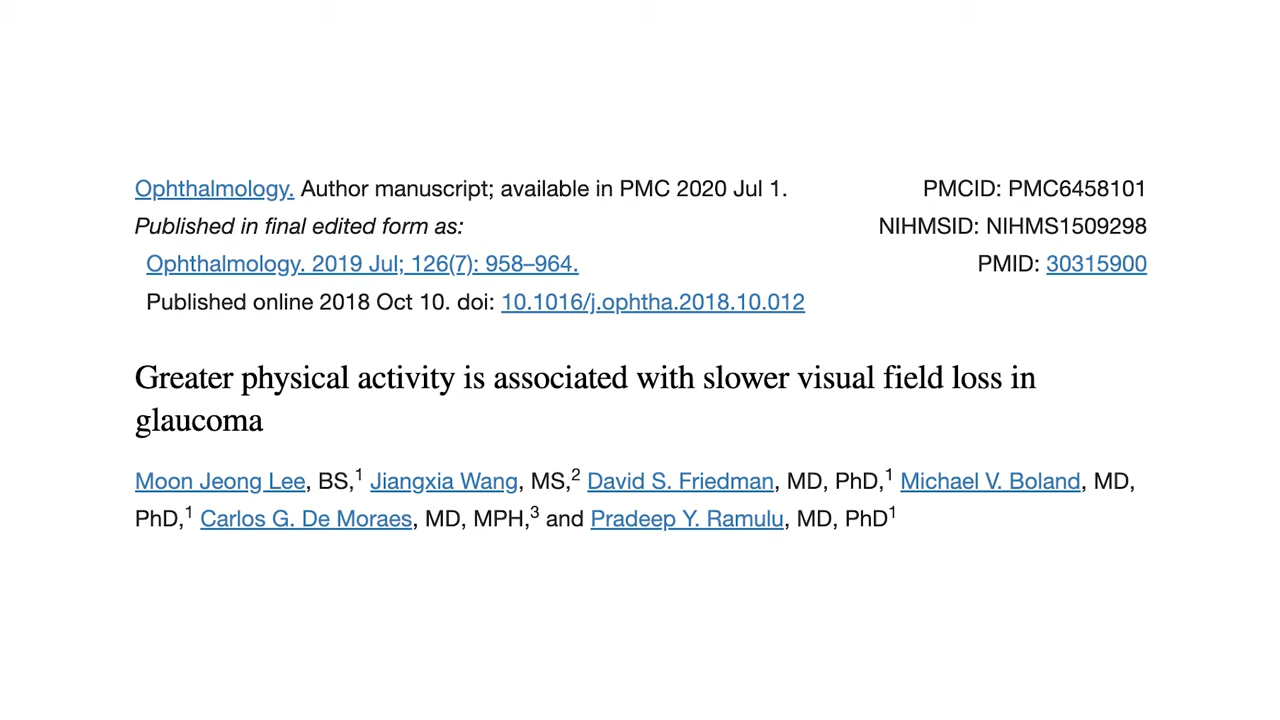 Ophthalmology. Author manuscript; available in PMC 2020 Jul 1.
PMCID: PMC6458101
Published in final edited form as:
NIHMSID: NIHMS1509298
Ophthalmology. 2019 Jul; 126(7): 958–964.
PMID: 30315900
Published online 2018 Oct 10. doi: 10.1016/j.ophtha.2018.10.012
Greater physical activity is associated with slower visual field loss in
glaucoma
Moon Jeong Lee, BS,1 Jiangxia Wang, MS,2 David S. Friedman, MD, PhD,1 Michael V. Boland, MD,
PhD,1 Carlos G. De Moraes, MD, MPH,3 and Pradeep Y. Ramulu, MD, PhD1